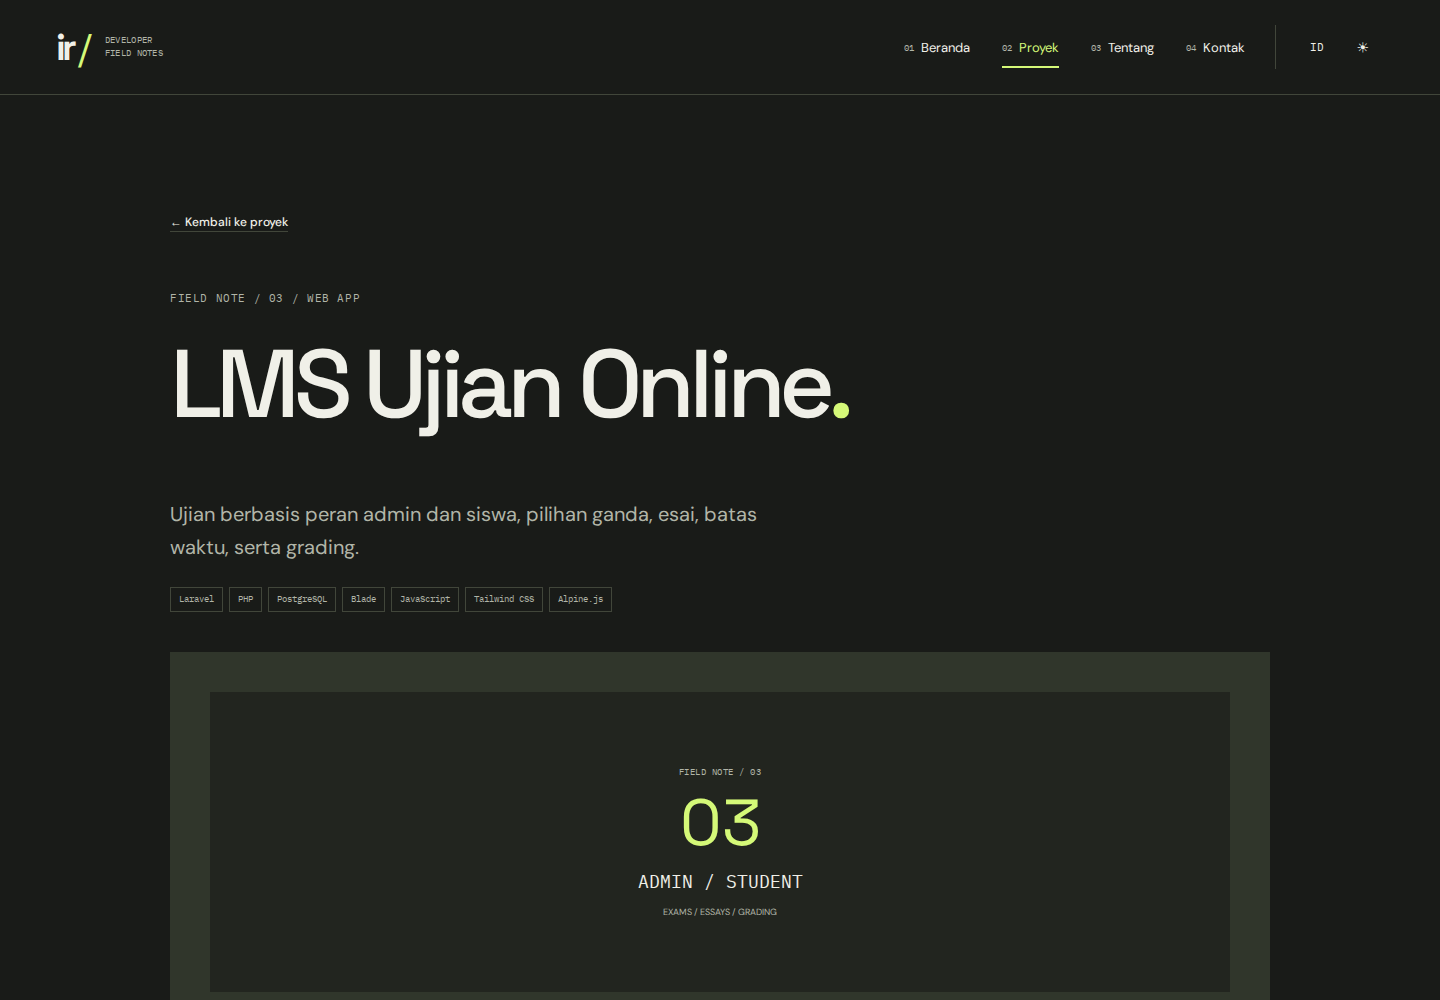 ir/
DEVELOPER
FIELD NOTES
01 Beranda
02 Proyek
03 Tentang
04 Kontak
ID
← Kembali ke proyek
FIELD NOTE / 03 / WEB APP
LMS Ujian Online.
Ujian berbasis peran admin dan siswa, pilihan ganda, esai, batas
waktu, serta grading.
Laravel
PHP
PostgreSQL
Blade
JavaScript
Tailwind CSS
Alpine.js
FIELD NOTE / 03
03
ADMIN / STUDENT
EXAMS / ESSAYS / GRADING